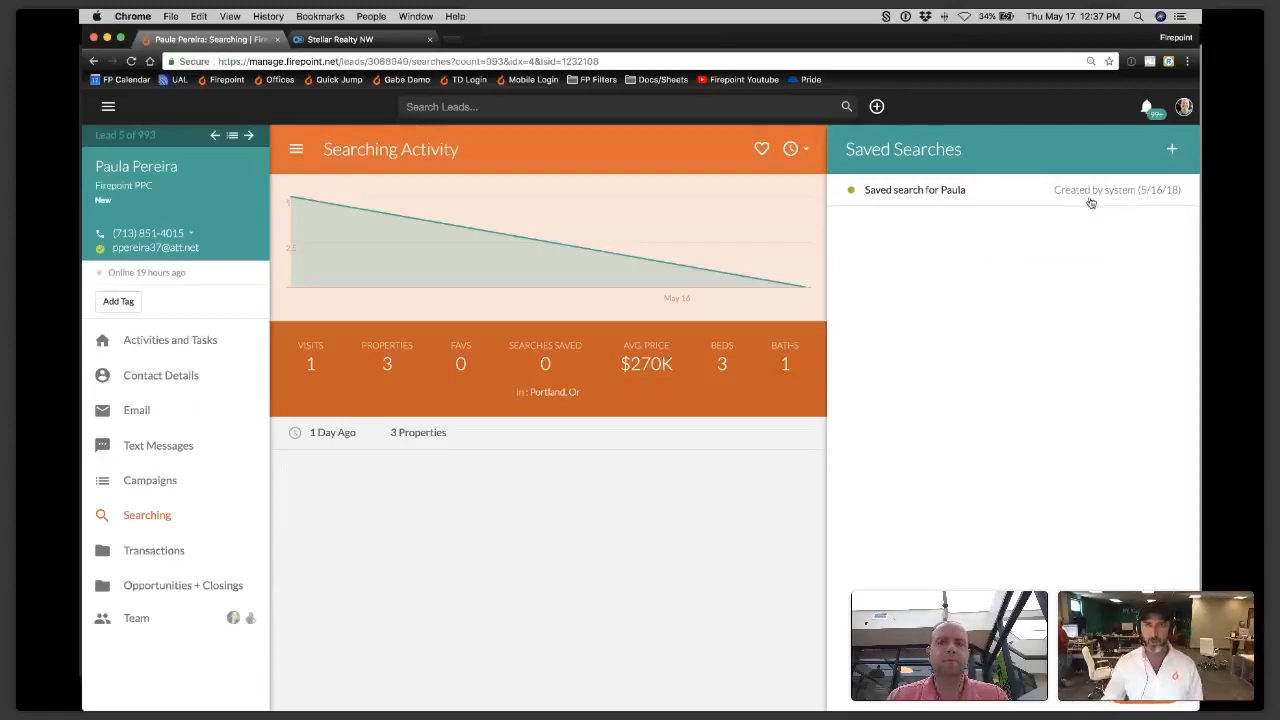 Chrome File Edit View History Bookmarks People Window Help 34% Thu May 17 12:37 PM
Paula Pereira: Searching | Fire Stellar Realty NW Firepoint
Secure https://manage.firepoint.net/leads/3068949/searches?count=993&idx=4&lsid=1232108
FP Calendar UAL Firepoint Offices Quick Jump Gabe Demo TD Login Mobile Login FP Filters Docs/Sheets Firepoint Youtube Pride
Search Leads... 99+
Lead 5 of 993
Paula Pereira
Firepoint PPC
New
(713) 851-4015
ppereira37@att.net
Online 19 hours ago
Add Tag
Activities and Tasks
Contact Details
Email
Text Messages
Campaigns
Searching
Transactions
Opportunities + Closings
Team
Searching Activity
5
2.5
May 16
VISITS PROPERTIES FAVS SEARCHES SAVED AVG. PRICE BEDS BATHS
1 3 0 0 $270K 3 1
in : Portland, Or
1 Day Ago 3 Properties
Saved Searches
Saved search for Paula Created by system (5/16/18)